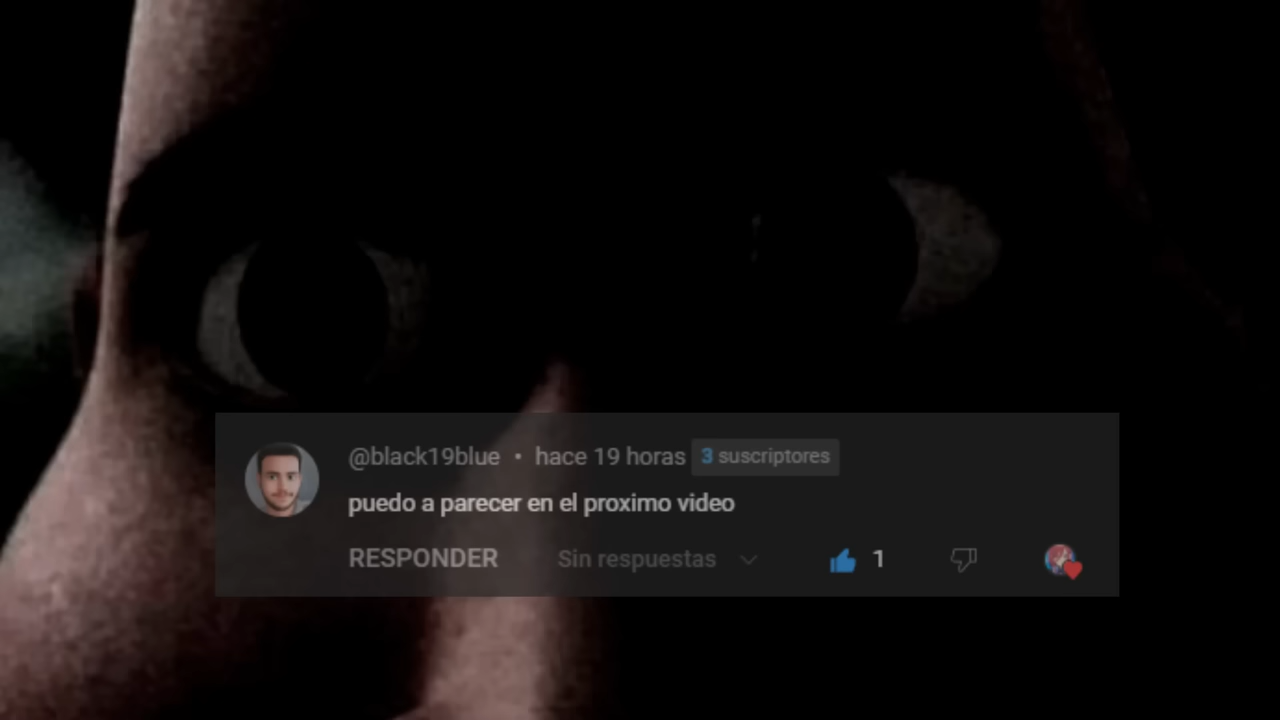 @black19blue • hace 19 horas 3 suscriptores
puedo a parecer en el proximo video
RESPONDER Sin respuestas 1